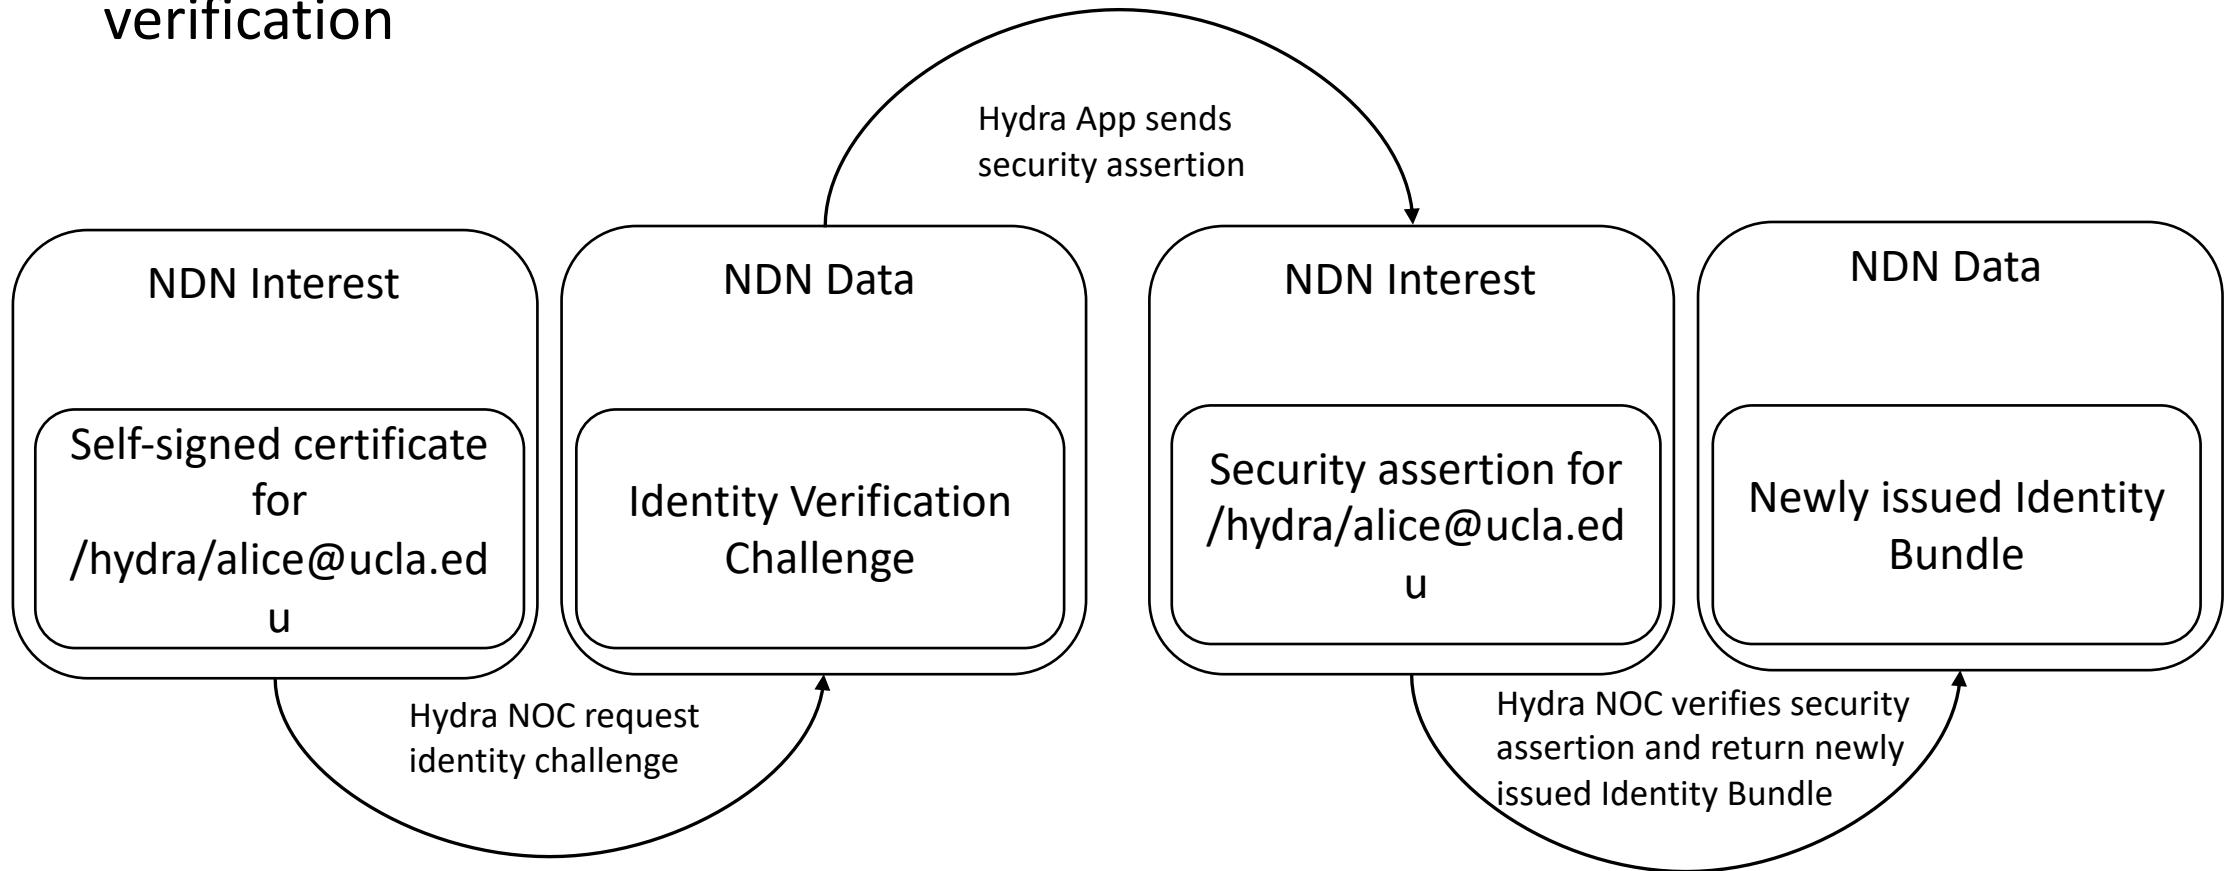 verification
Hydra App sends
security assertion
NDN Interest
Self-signed certificate
for
/hydra/alice@ucla.ed
u
NDN Data
Identity Verification
Challenge
NDN Interest
Security assertion for
/hydra/alice@ucla.ed
u
NDN Data
Newly issued Identity
Bundle
Hydra NOC request
identity challenge
Hydra NOC verifies security
assertion and return newly
issued Identity Bundle